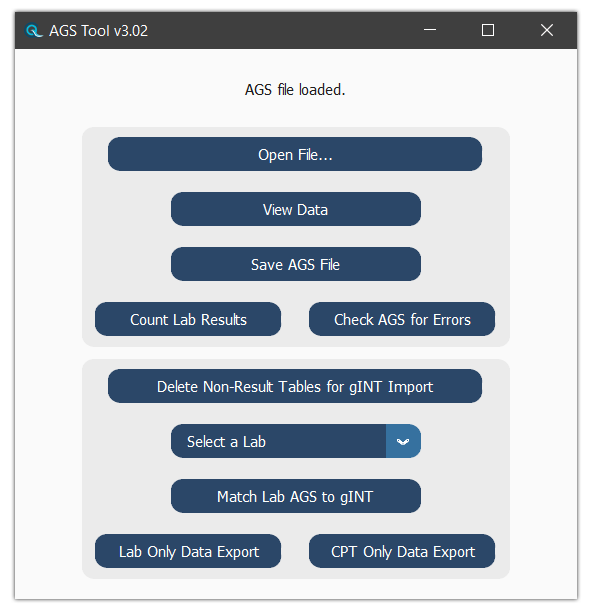 AGS Tool v3.02
AGS file loaded.
Open File...
View Data
Save AGS File
Count Lab Results
Check AGS for Errors
Delete Non-Result Tables for gINT Import
Select a Lab
Match Lab AGS to gINT
Lab Only Data Export
CPT Only Data Export